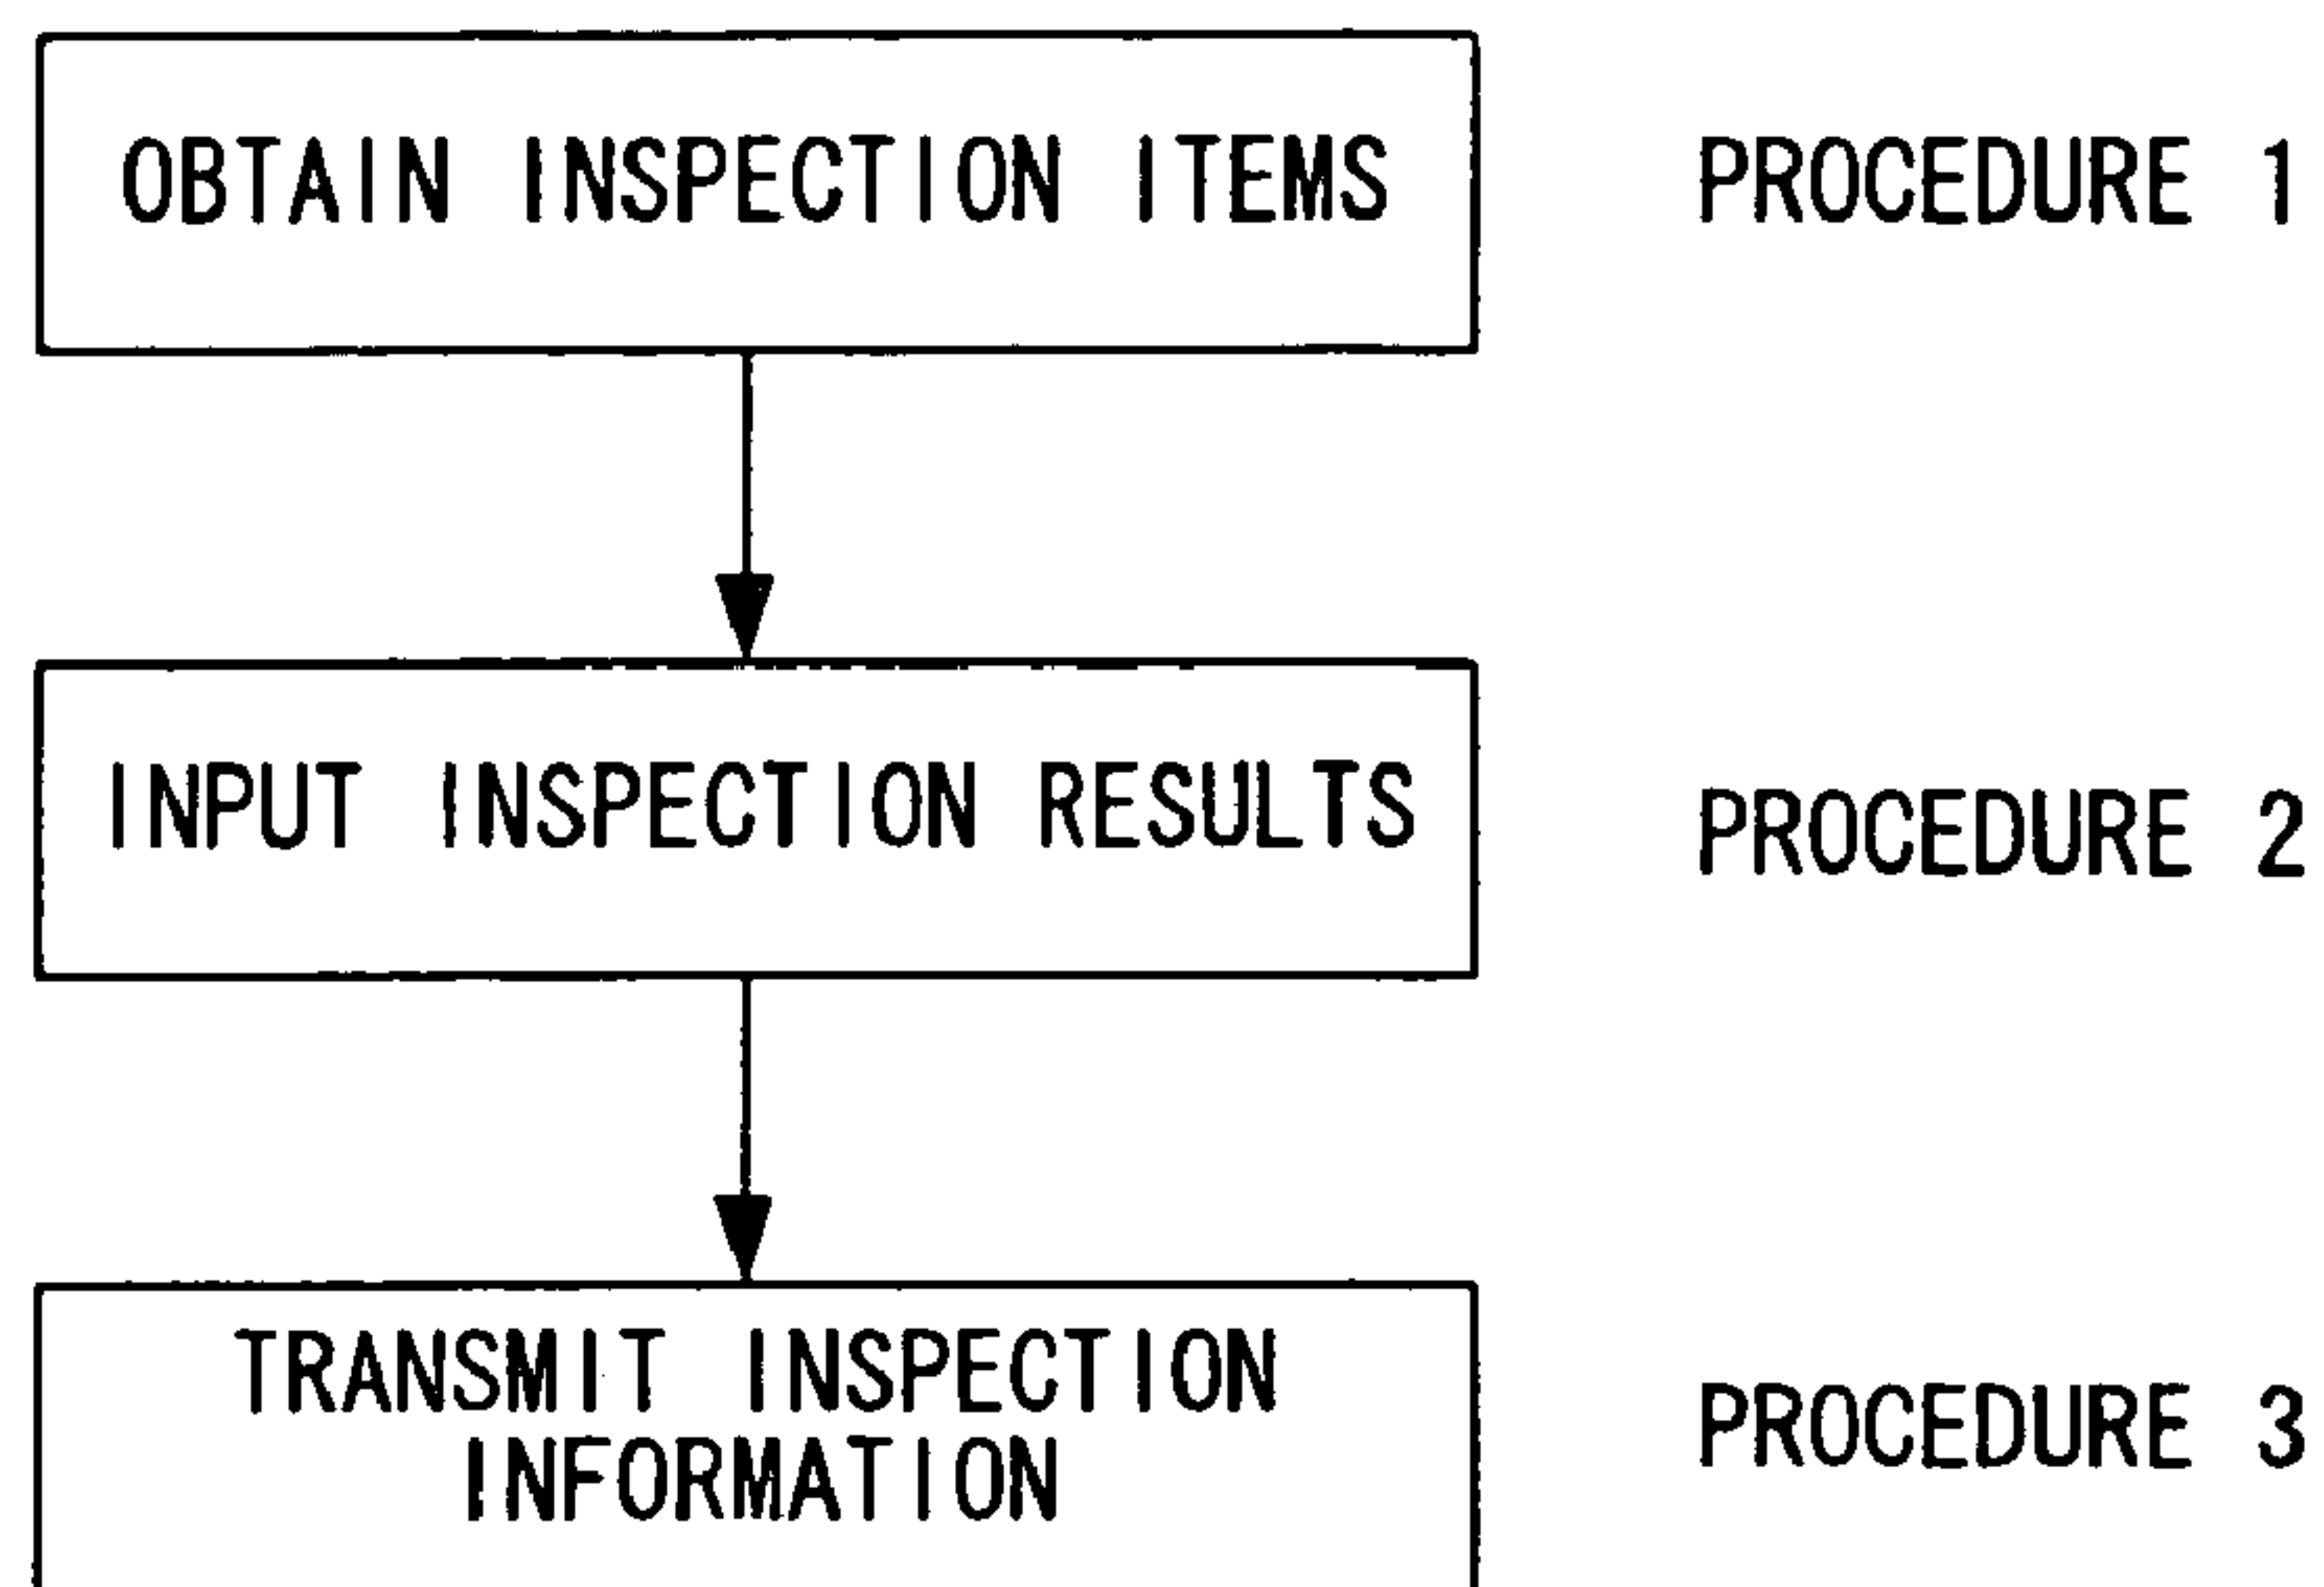 OBTAIN INSPECTION ITEMS
PROCEDURE 1
INPUT INSPECTION RESULTS
PROCEDURE 2
TRANSMIT INSPECTION
INFORMATION
PROCEDURE 3